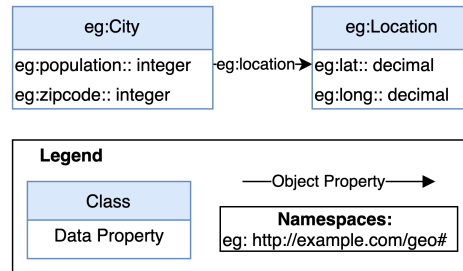 eg:City
eg:population:: integer
eg:zipcode:: integer
eg:location
eg:Location
eg:lat:: decimal
eg:long:: decimal
Legend
Class
Data Property
Object Property
Namespaces:
eg: http://example.com/geo#